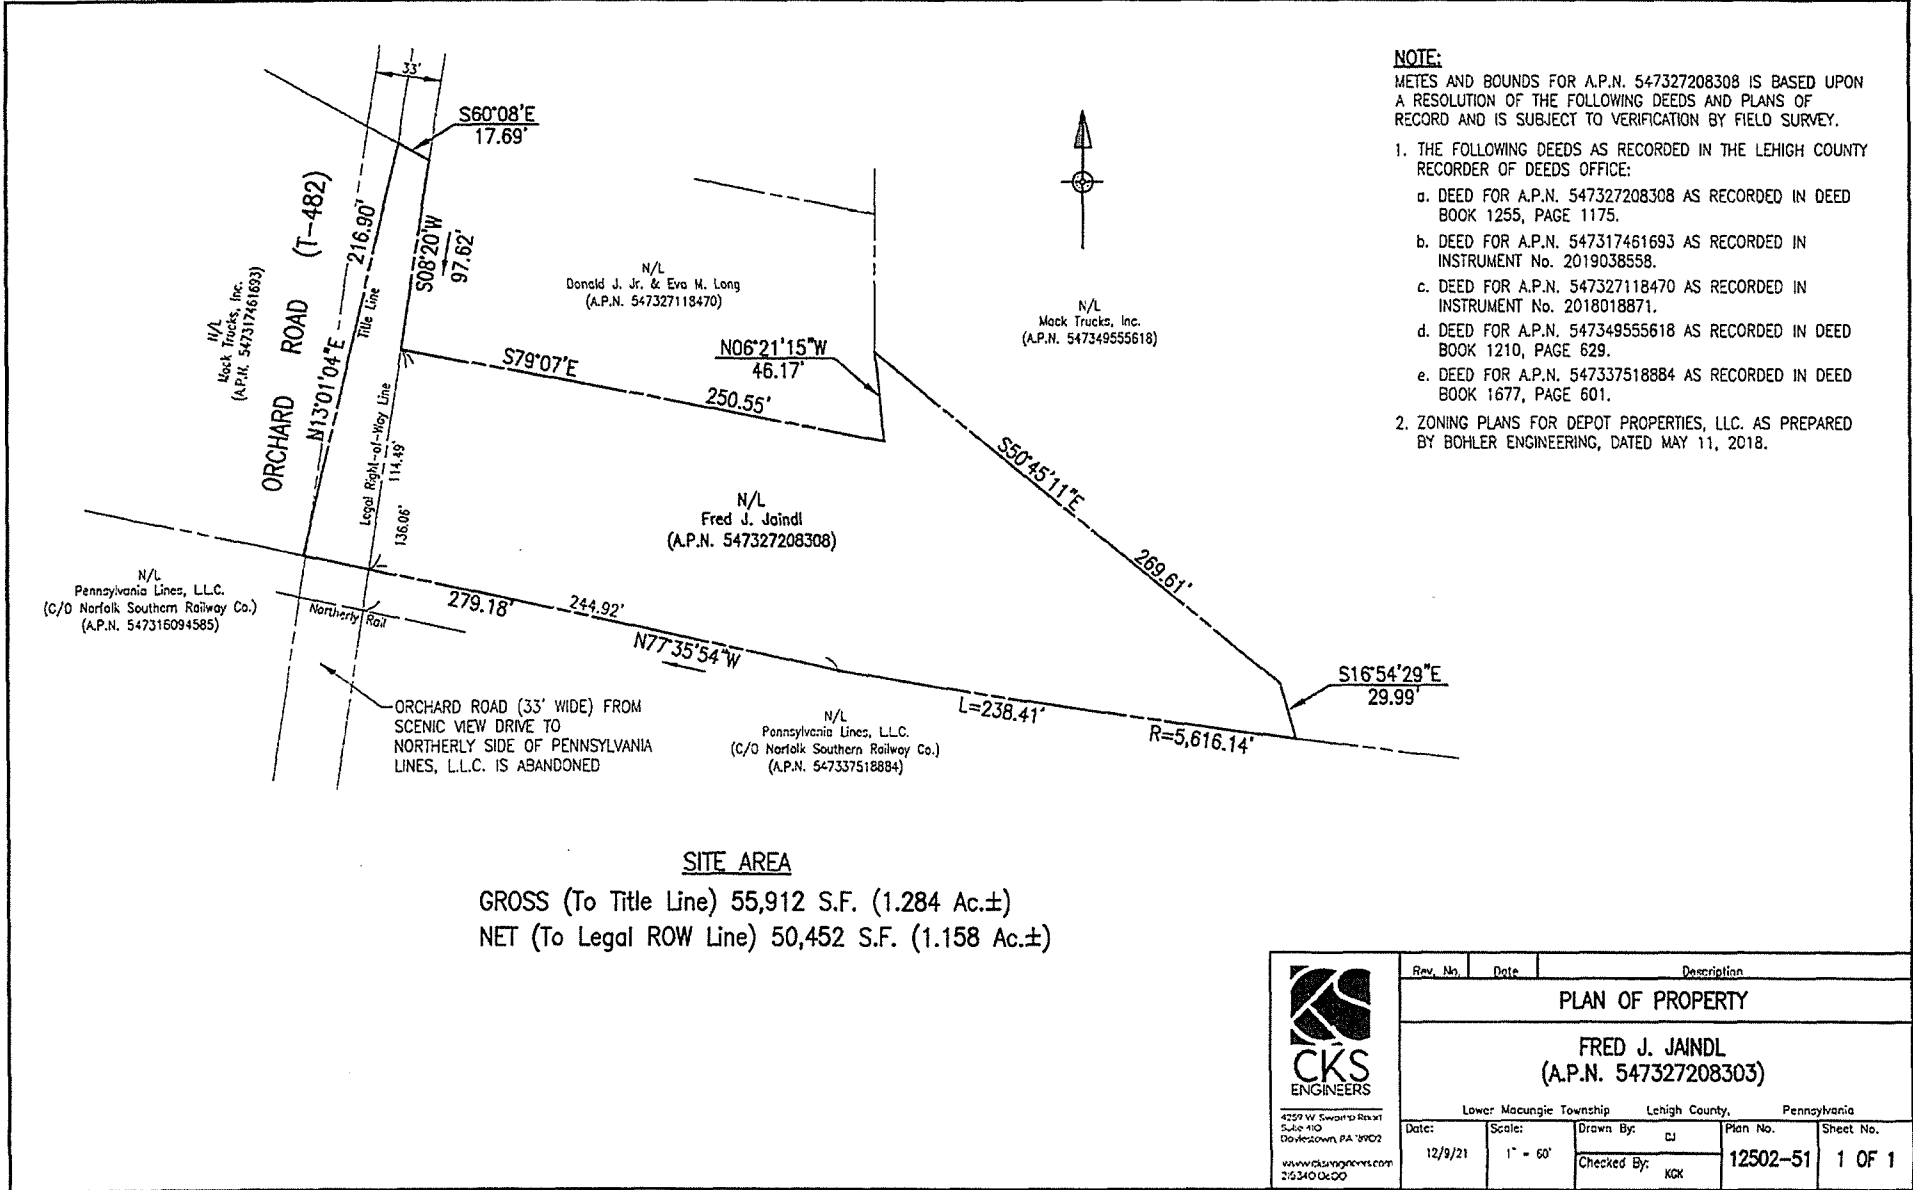 NOTE:
METES AND BOUNDS FOR A.P.N. 547327208308 IS BASED UPON
A RESOLUTION OF THE FOLLOWING DEEDS AND PLANS OF
RECORD AND IS SUBJECT TO VERIFICATION BY FIELD SURVEY.
1. THE FOLLOWING DEEDS AS RECORDED IN THE LEHIGH COUNTY
RECORDER OF DEEDS OFFICE:
a. DEED FOR A.P.N. 547327208308 AS RECORDED IN DEED
BOOK 1255, PAGE 1175.
b. DEED FOR A.P.N. 547317461693 AS RECORDED IN
INSTRUMENT No. 2019038558.
c. DEED FOR A.P.N. 547327118470 AS RECORDED IN
INSTRUMENT No. 2018018871.
d. DEED FOR A.P.N. 547349555618 AS RECORDED IN DEED
BOOK 1210, PAGE 629.
e. DEED FOR A.P.N. 547337518884 AS RECORDED IN DEED
BOOK 1677, PAGE 601.
2. ZONING PLANS FOR DEPOT PROPERTIES, LLC. AS PREPARED
BY BOHLER ENGINEERING, DATED MAY 11, 2018.
33'
S60°08'E
17.69'
ORCHARD ROAD (T-482)
N/L
Mack Trucks, Inc.
(A.P.N. 547317461693)
N13°01'04"E
216.90'
Title Line
S08°20'W
97.62'
Legal Right-of-Way Line
114.49'
136.06'
N/L
Donald J. Jr. & Eva M. Long
(A.P.N. 547327118470)
S79°07'E
250.55'
N06°21'15"W
46.17'
N/L
Mack Trucks, Inc.
(A.P.N. 547349555618)
S50°45'11"E
269.61'
N/L
Fred J. Jaindl
(A.P.N. 547327208308)
N/L
Pennsylvania Lines, L.L.C.
(C/O Norfolk Southern Railway Co.)
(A.P.N. 547316094585)
Northerly Rail
279.18'
244.92'
N77°35'54"W
S16°54'29"E
29.99'
L=238.41'
R=5,616.14'
ORCHARD ROAD (33' WIDE) FROM
SCENIC VIEW DRIVE TO
NORTHERLY SIDE OF PENNSYLVANIA
LINES, L.L.C. IS ABANDONED
N/L
Pennsylvania Lines, L.L.C.
(C/O Norfolk Southern Railway Co.)
(A.P.N. 547337518884)
SITE AREA
GROSS (To Title Line) 55,912 S.F. (1.284 Ac.±)
NET (To Legal ROW Line) 50,452 S.F. (1.158 Ac.±)
CKS
ENGINEERS
4259 W. Swamp Road
Suite 410
Doylestown, PA 18902
www.cksengineers.com
Rev. No. Date Description
PLAN OF PROPERTY
FRED J. JAINDL
(A.P.N. 547327208303)
Lower Macungie Township Lehigh County, Pennsylvania
Date: 12/9/21
Scale: 1" = 60'
Drawn By: CJ
Checked By: KGK
Plan No. 12502-51
Sheet No. 1 OF 1